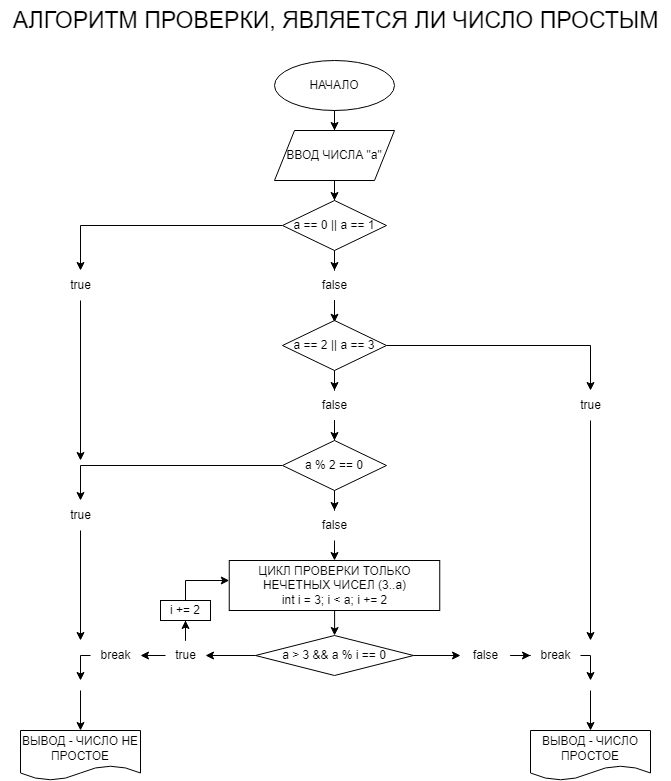 АЛГОРИТМ ПРОВЕРКИ, ЯВЛЯЕТСЯ ЛИ ЧИСЛО ПРОСТЫМ
НАЧАЛО
ВВОД ЧИСЛА "a"
a == 0 || a == 1
true
false
a == 2 || a == 3
false
true
a % 2 == 0
true
false
ЦИКЛ ПРОВЕРКИ ТОЛЬКО
НЕЧЕТНЫХ ЧИСЕЛ (3..a)
int i = 3; i < a; i += 2
i += 2
break
true
a > 3 && a % i == 0
false
break
ВЫВОД - ЧИСЛО НЕ
ПРОСТОЕ
ВЫВОД - ЧИСЛО
ПРОСТОЕ